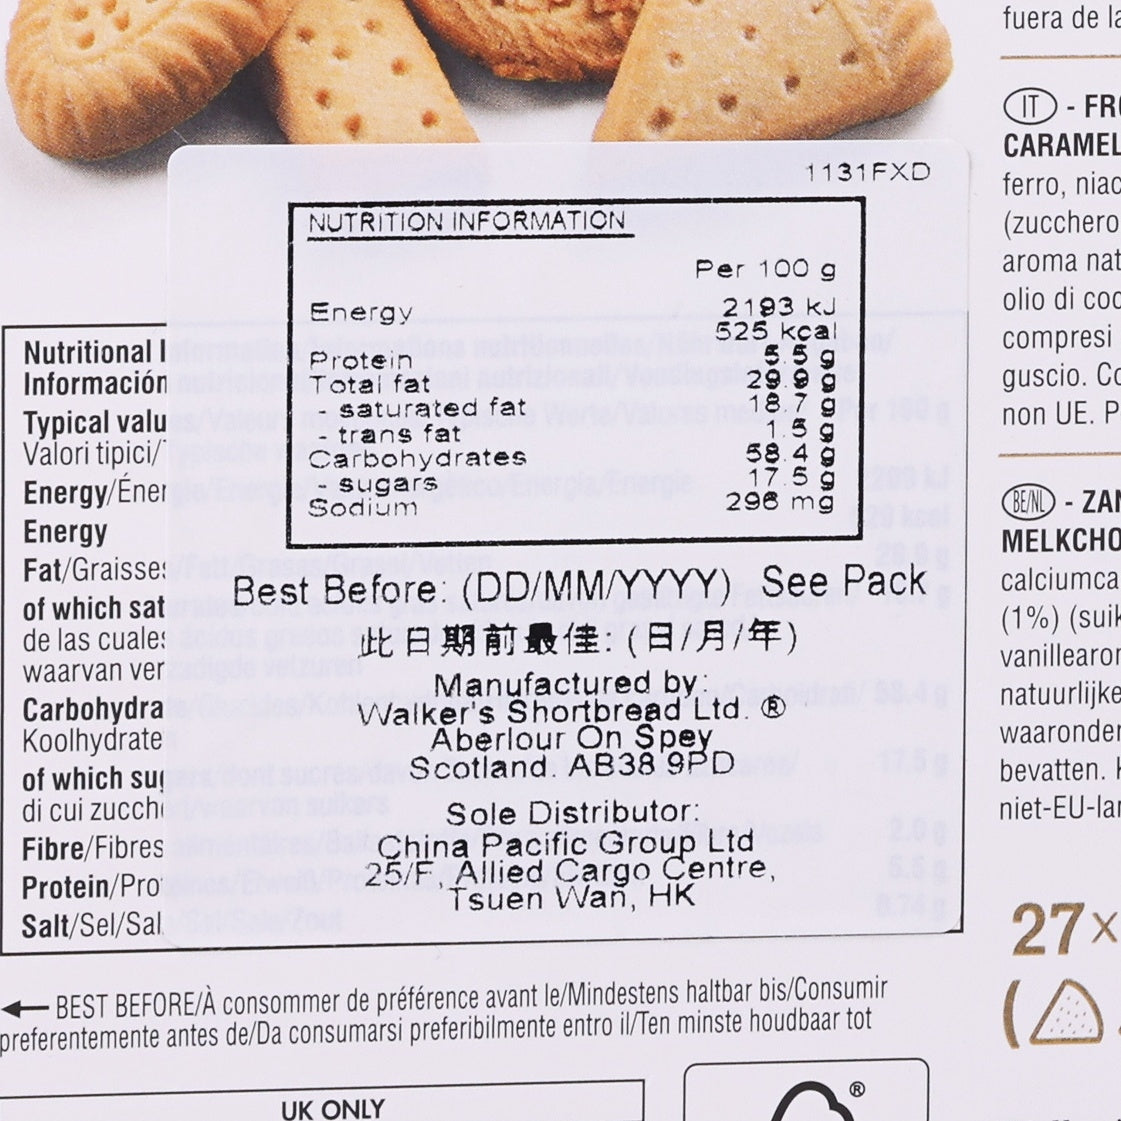 fuera de la
IT - FRO
CARAMEL
ferro, niac
(zucchero
aroma nat
olio di coc
compresi
guscio. Co
non UE. P
BE/NL - ZAN
MELKCHO
calciumca
(1%) (suik
vanillearon
natuurlijke
waaronder
bevatten. K
niet-EU-lan
27x
(
1131FXD
NUTRITION INFORMATION
Per 100 g
Energy 2193 kJ
525 kcal
Protein 5.5 g
Total fat 29.9 g
saturated fat 18.7 g
trans fat 1.5 g
Carbohydrates 58.4 g
sugars 17.5 g
Sodium 296 mg
Best Before. (DD/MM/YYYY). See Pack
此日期前最佳: (日/月/年)
Manufactured by:
Walker's Shortbread Ltd. ®
Aberlour On Spey
Scotland. AB38 9PD
Sole Distributor:
China Pacific Group Ltd
25/F., Allied Cargo Centre,
Tsuen Wan, HK
Nutritional I
Información
Typical valu
Valori tipici/
Energy/Éner
Energy
Fat/Graisses
of which sat
de las cuales
waarvan ver
Carbohydra
Koolhydrate
of which sug
di cui zucche
Fibre/Fibres
Protein/Pro
Salt/Sel/Sal
BEST BEFORE/À consommer de préférence avant le/Mindestens haltbar bis/Consumir
preferentemente antes de/Da consumarsi preferibilmente entro il/Ten minste houdbaar tot
UK ONLY
®